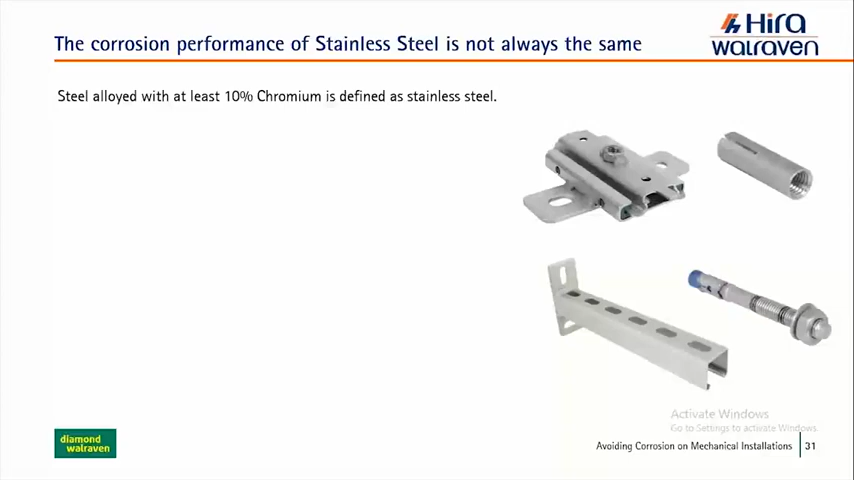 The corrosion performance of Stainless Steel is not always the same
Hira
walraven
Steel alloyed with at least 10% Chromium is defined as stainless steel.
Activate Windows
Go to Settings to activate Windows.
diamond
walraven
Avoiding Corrosion on Mechanical Installations 31